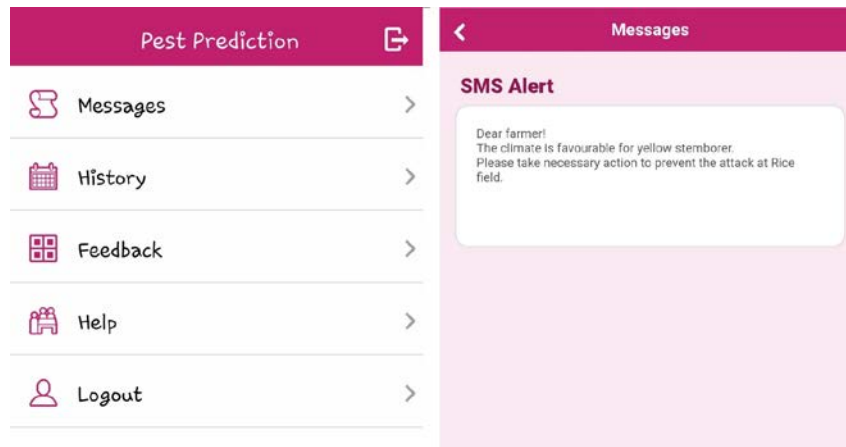 Pest Prediction
Messages
History
Feedback
Help
Logout
Messages
SMS Alert
Dear farmer!
The climate is favourable for yellow stemborer.
Please take necessary action to prevent the attack at Rice
field.